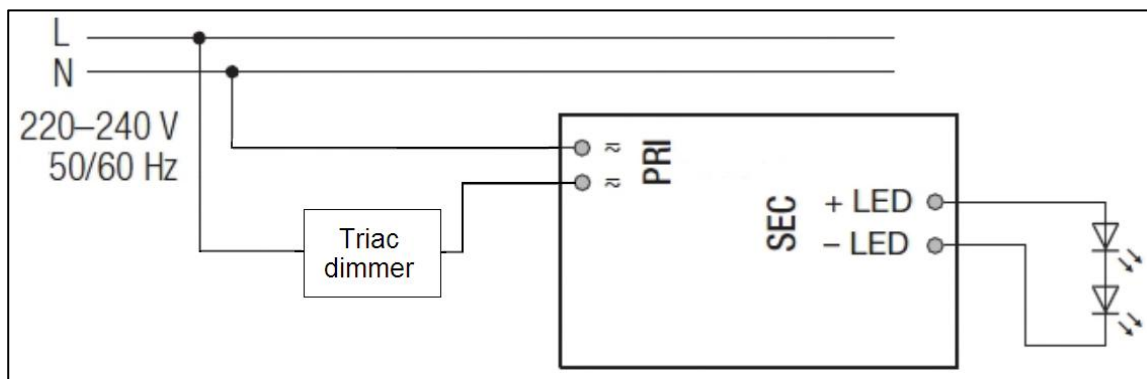 L
N
220–240 V
50/60 Hz
Triac
dimmer
≂ PRI
≂
SEC
+ LED
– LED